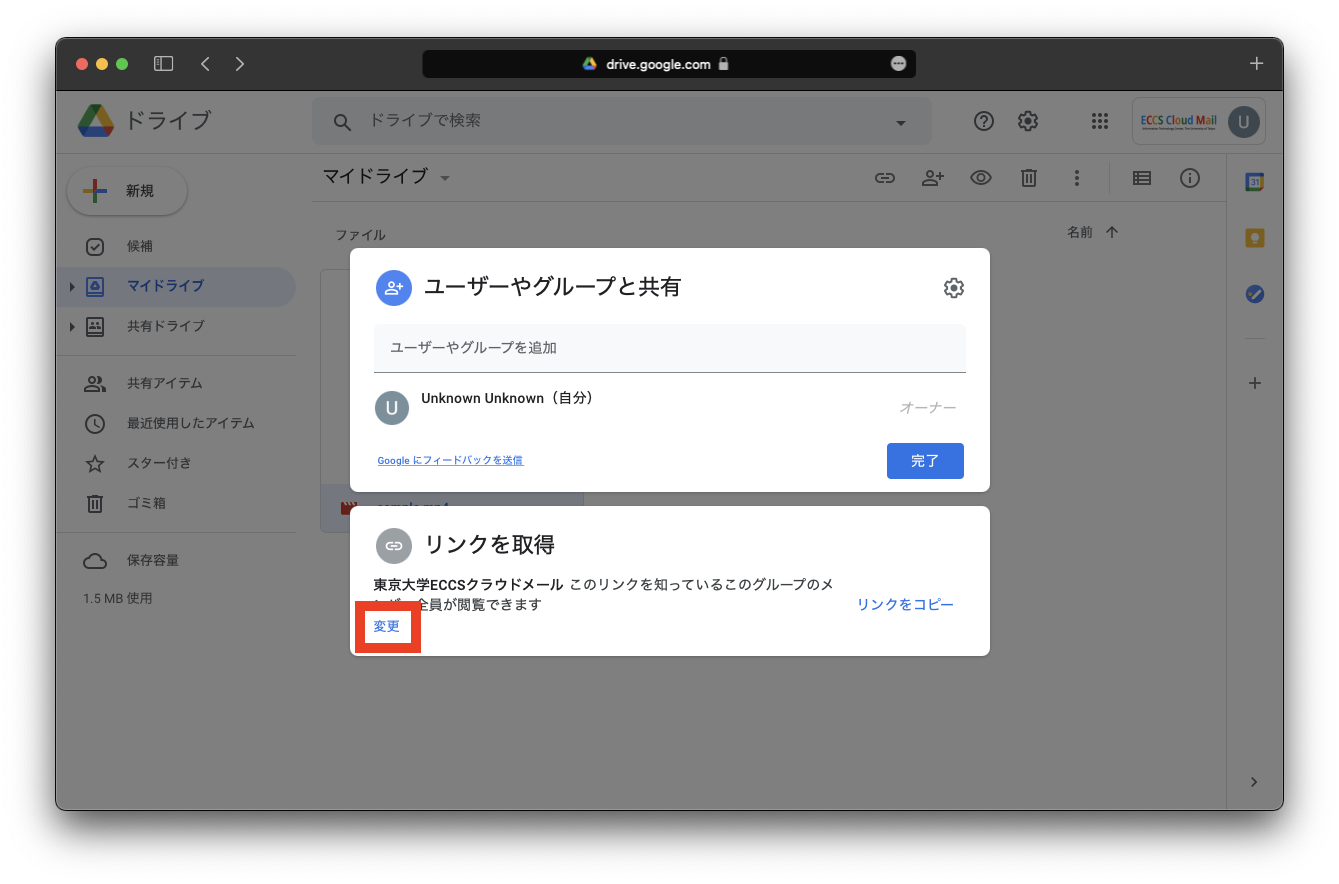 drive.google.com
ドライブ
ドライブで検索
ECCS Cloud Mail
Information Technology Center, The University of Tokyo
U
新規
マイドライブ
31
候補
ファイル
名前
マイドライブ
共有ドライブ
共有アイテム
最近使用したアイテム
スター付き
ゴミ箱
保存容量
1.5 MB 使用
ユーザーやグループと共有
ユーザーやグループを追加
U
Unknown Unknown（自分）
オーナー
Google にフィードバックを送信
完了
リンクを取得
東京大学ECCSクラウドメール このリンクを知っているこのグループのメ
全員が閲覧できます
リンクをコピー
変更